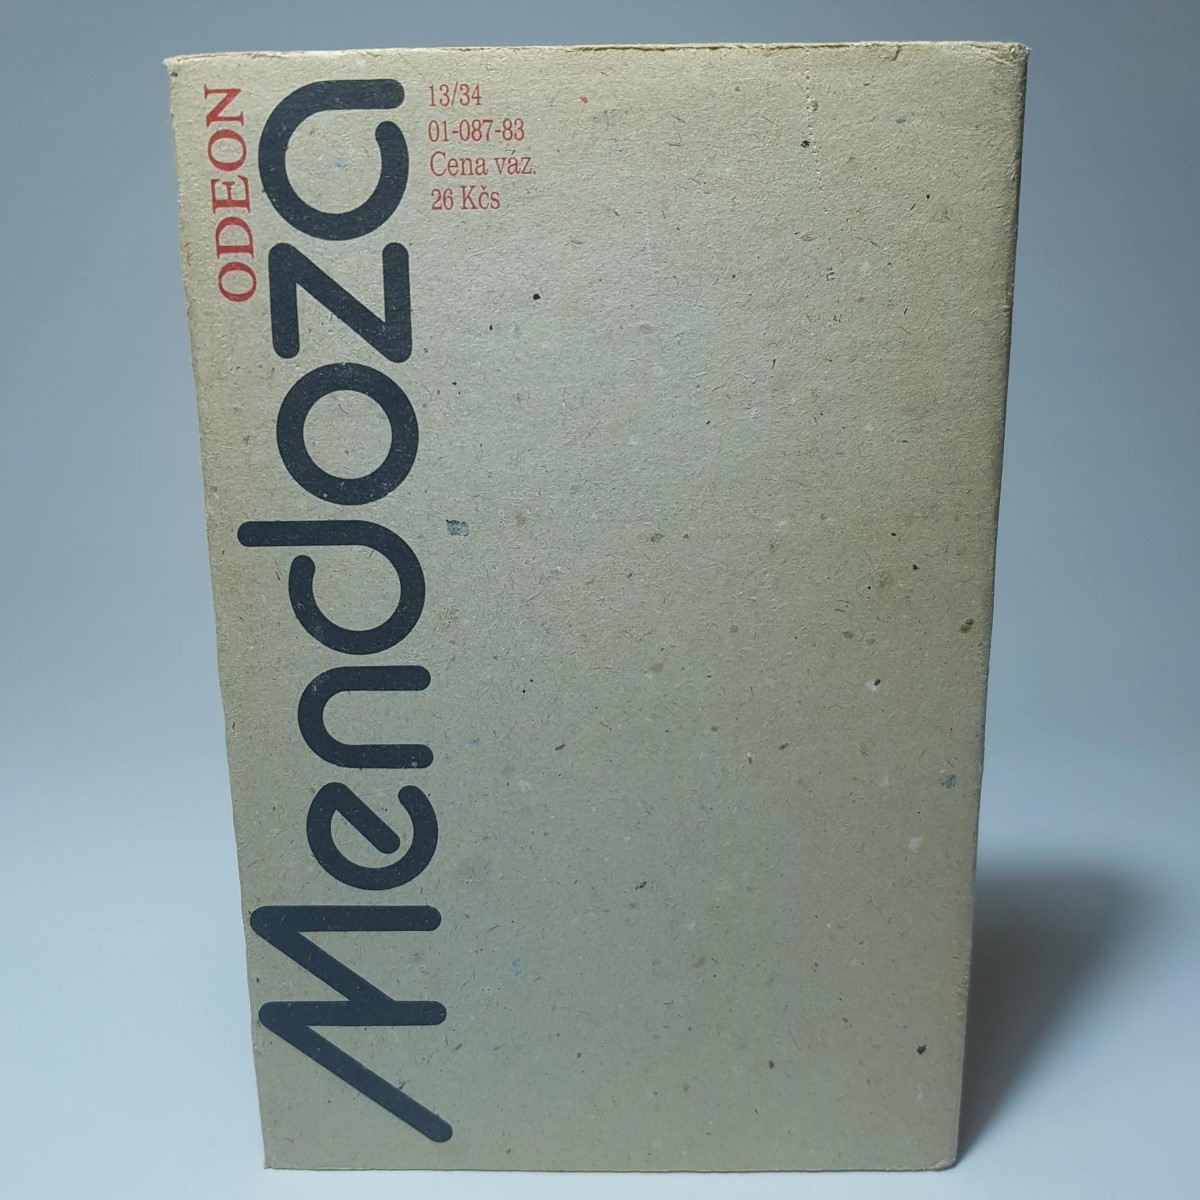 ODEON
Mendoza
13/34
01-087-83
Cena váz.
26 Kčs